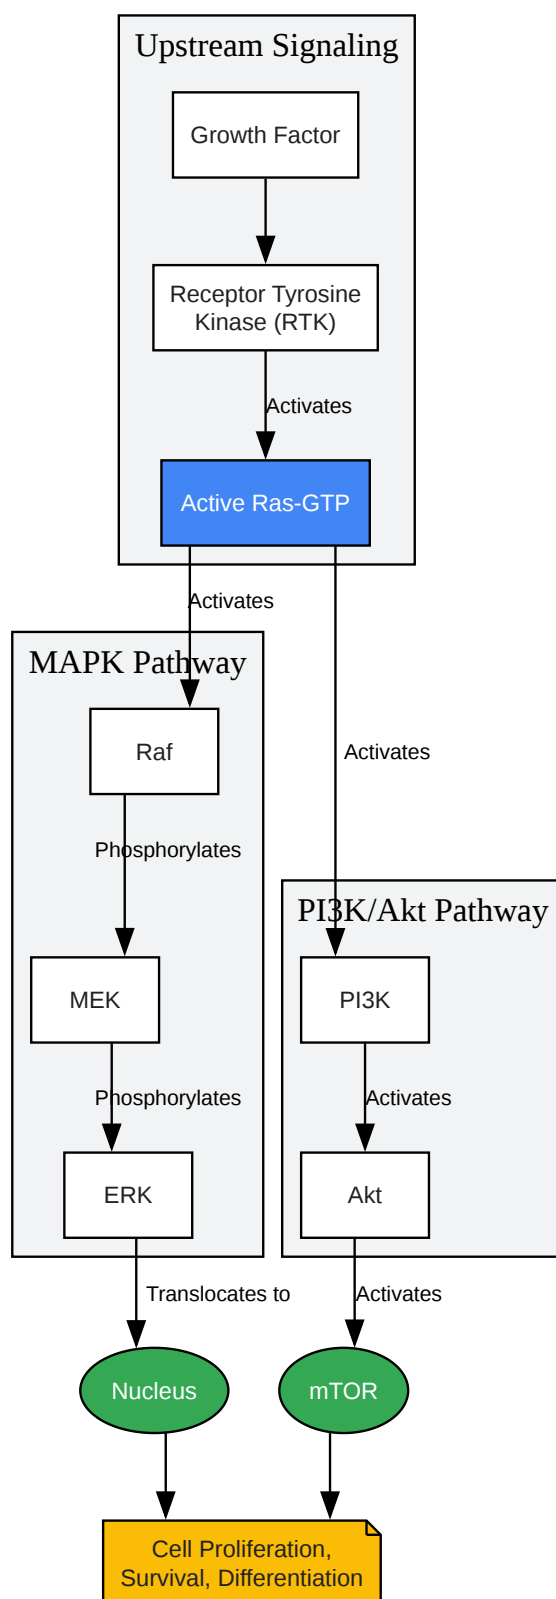 Upstream Signaling
Growth Factor
Receptor Tyrosine
Kinase (RTK)
Activates
Active Ras-GTP
Activates
MAPK Pathway
Raf
Activates
Phosphorylates
PI3K/Akt Pathway
MEK
PI3K
Phosphorylates
Activates
ERK
Akt
Translocates to
Activates
Nucleus
mTOR
Cell Proliferation,
Survival, Differentiation